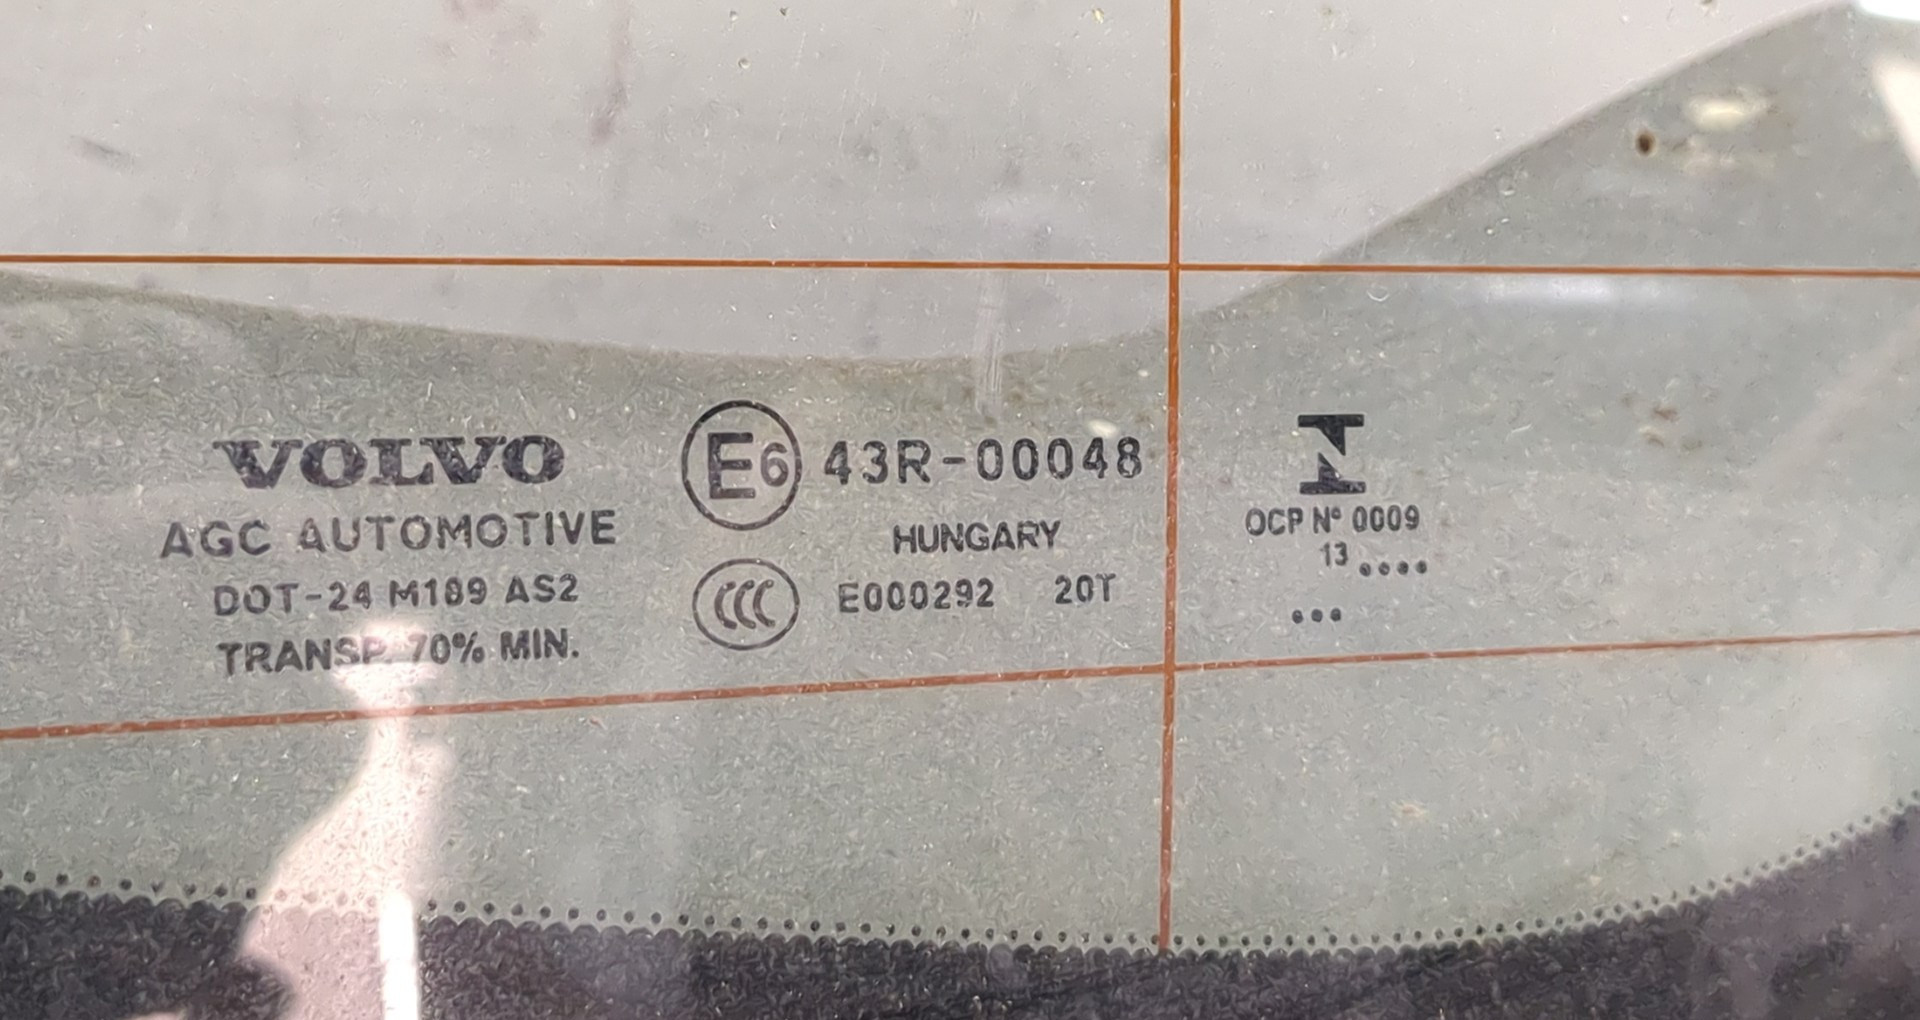 VOLVO
AGC AUTOMOTIVE
DOT-24 M189 AS2
TRANSP. 70% MIN.
E6 43R-00048
HUNGARY
CCC E000292 20T
OCP Nº 0009
13 ....
...